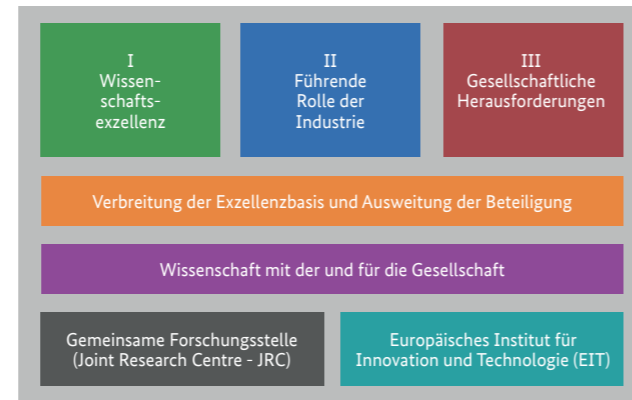 I
Wissen-
schafts-
exzellenz
II
Führende
Rolle der
Industrie
III
Gesellschaftliche
Herausforderungen
Verbreitung der Exzellenzbasis und Ausweitung der Beteiligung
Wissenschaft mit der und für die Gesellschaft
Gemeinsame Forschungsstelle
(Joint Research Centre - JRC)
Europäisches Institut für
Innovation und Technologie (EIT)